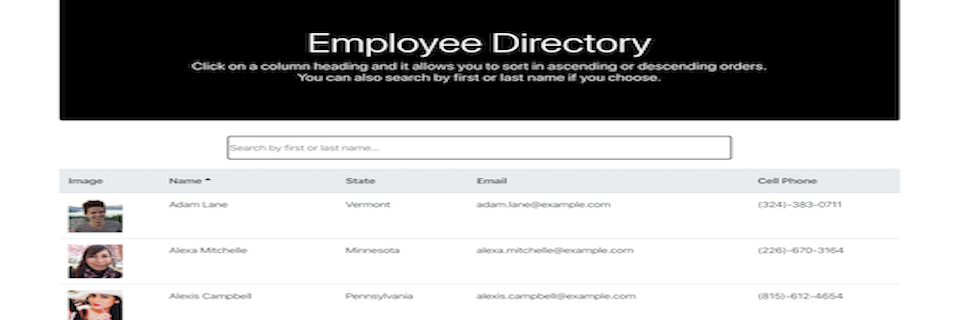 Employee Directory
Click on a column heading and it allows you to sort in ascending or descending orders.
You can also search by first or last name if you choose.
Search by first or last name...
Image Name State Email Cell Phone
Adam Lane Vermont adam.lane@example.com (324)-383-0711
Alexa Mitchelle Minnesota alexa.mitchelle@example.com (226)-670-3164
Alexis Campbell Pennsylvania alexis.campbell@example.com (815)-612-4654